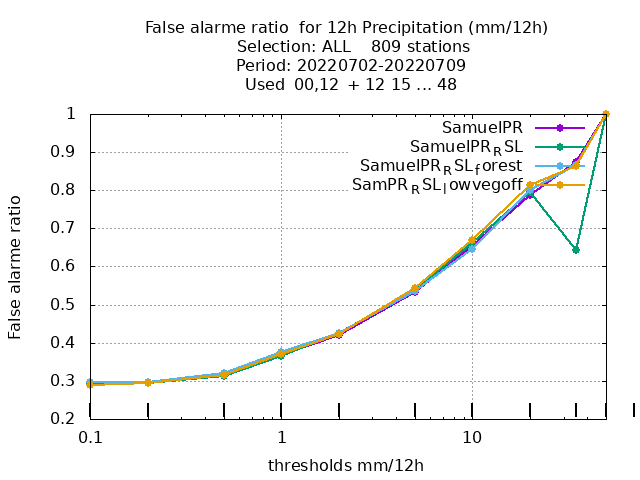 False alarme ratio  for 12h Precipitation (mm/12h)
Selection: ALL    809 stations
Period: 20220702-20220709
Used  00,12  + 12 15 ... 48
1
0.9
0.8
0.7
0.6
0.5
0.4
0.3
0.2
False alarme ratio
SamuelPR
SamuelPR_RSL
SamuelPR_RSL_forest
SamPR_RSL_lowvegoff
0.1
1
10
thresholds mm/12h